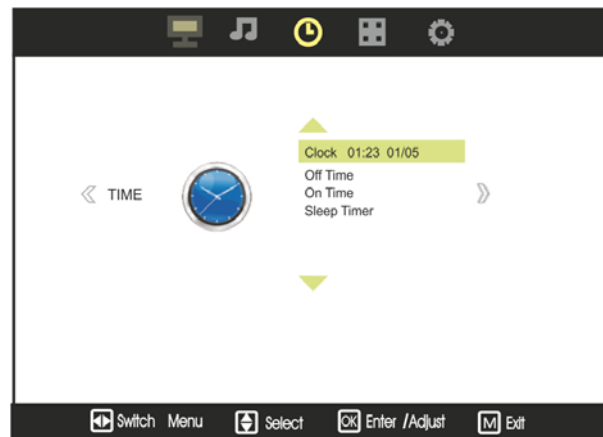 Clock 01:23 01/05
Off Time
TIME
On Time
Sleep Timer
Switch Menu
Select
OK Enter /Adjust
M Exit